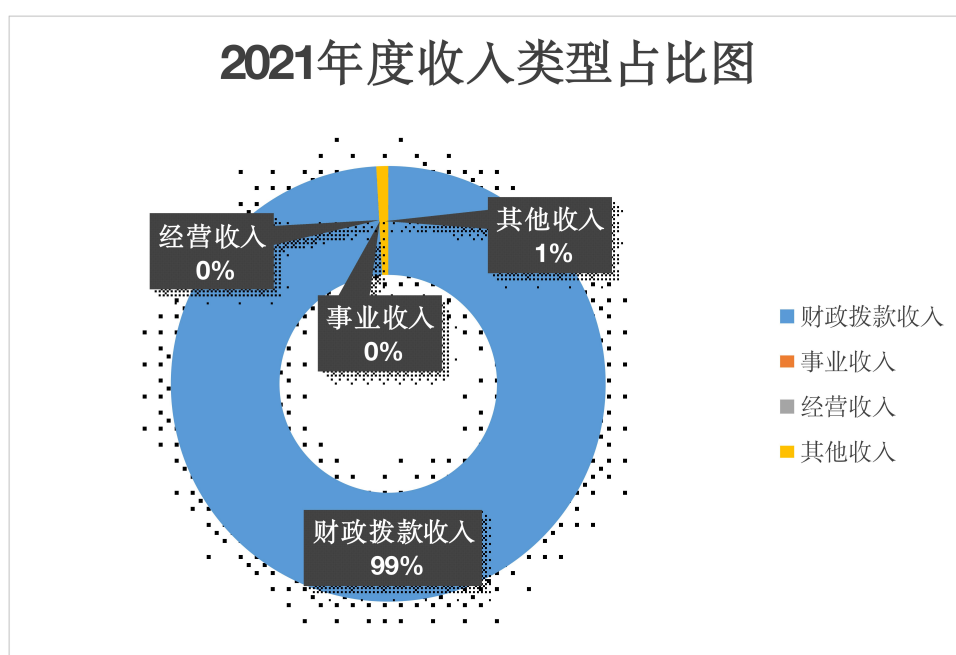 2021年度收入类型占比图
经营收入
0%
其他收入
1%
事业收入
0%
财政拨款收入
99%
财政拨款收入
事业收入
经营收入
其他收入